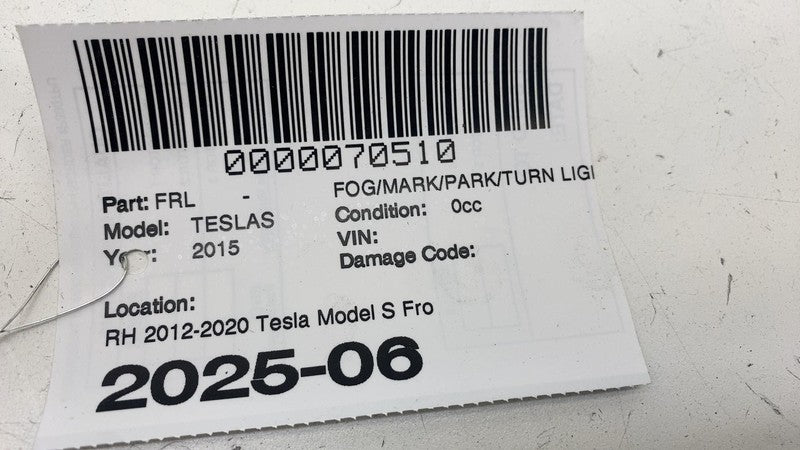 0000070510
Part: FRL - FOG/MARK/PARK/TURN LIGI
Model: TESLAS Condition: 0cc
Year: 2015 VIN:
Damage Code:
Location:
RH 2012-2020 Tesla Model S Fro
2025-06